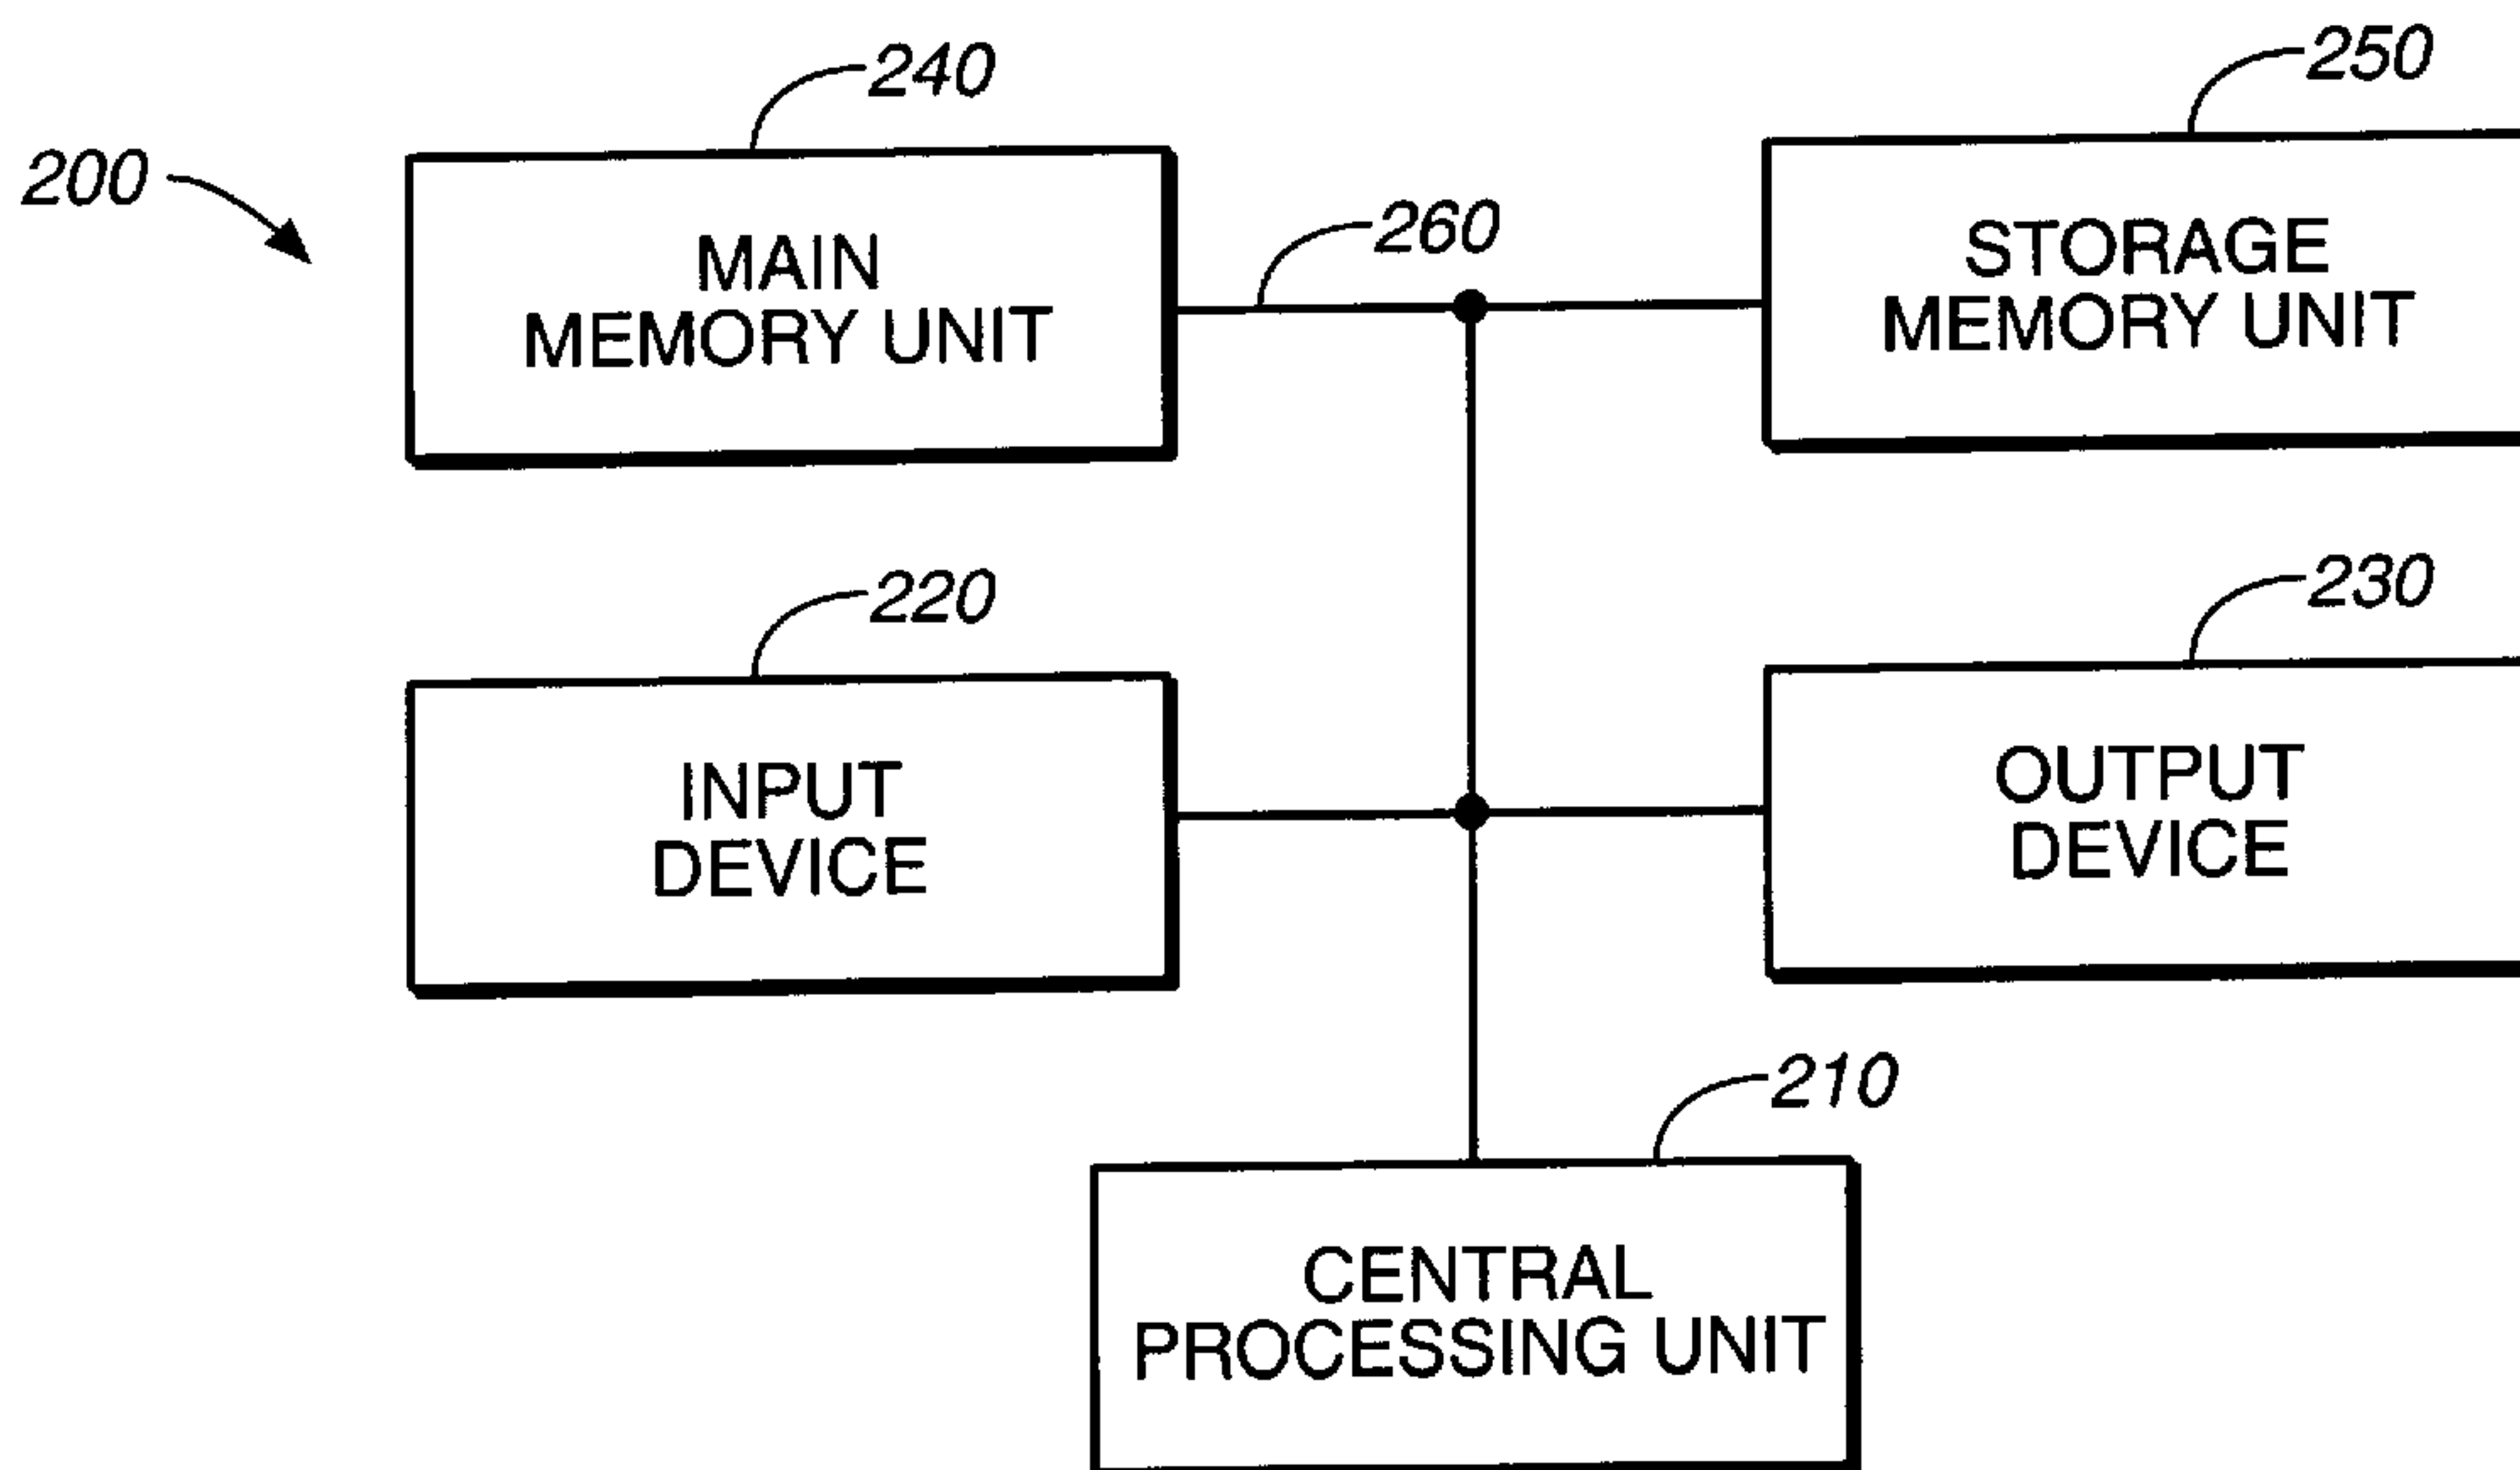 200
240
MAIN
MEMORY UNIT
260
250
STORAGE
MEMORY UNIT
220
INPUT
DEVICE
230
OUTPUT
DEVICE
210
CENTRAL
PROCESSING UNIT